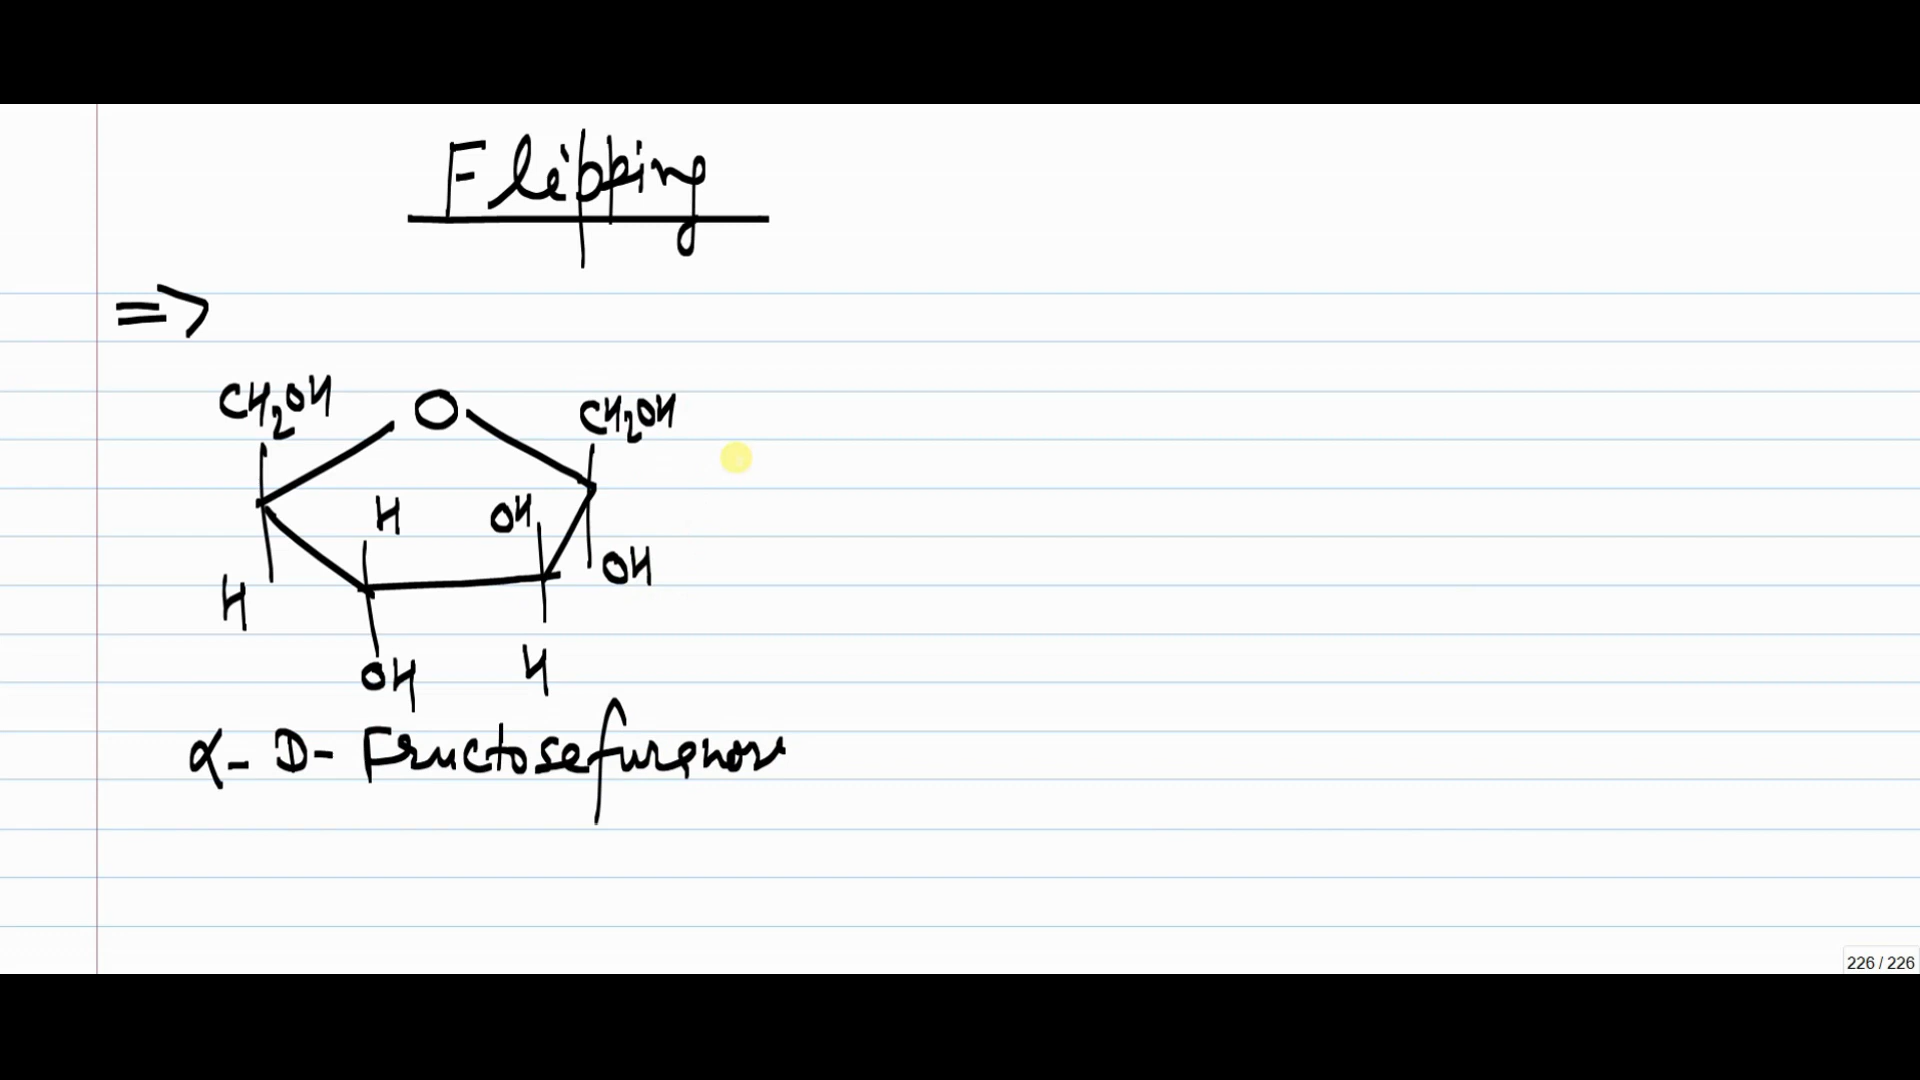 Flipping
=>
CH2OH O CH2OH
H OH
H OH
OH H
α- D- Fructosefuranose
226 / 226